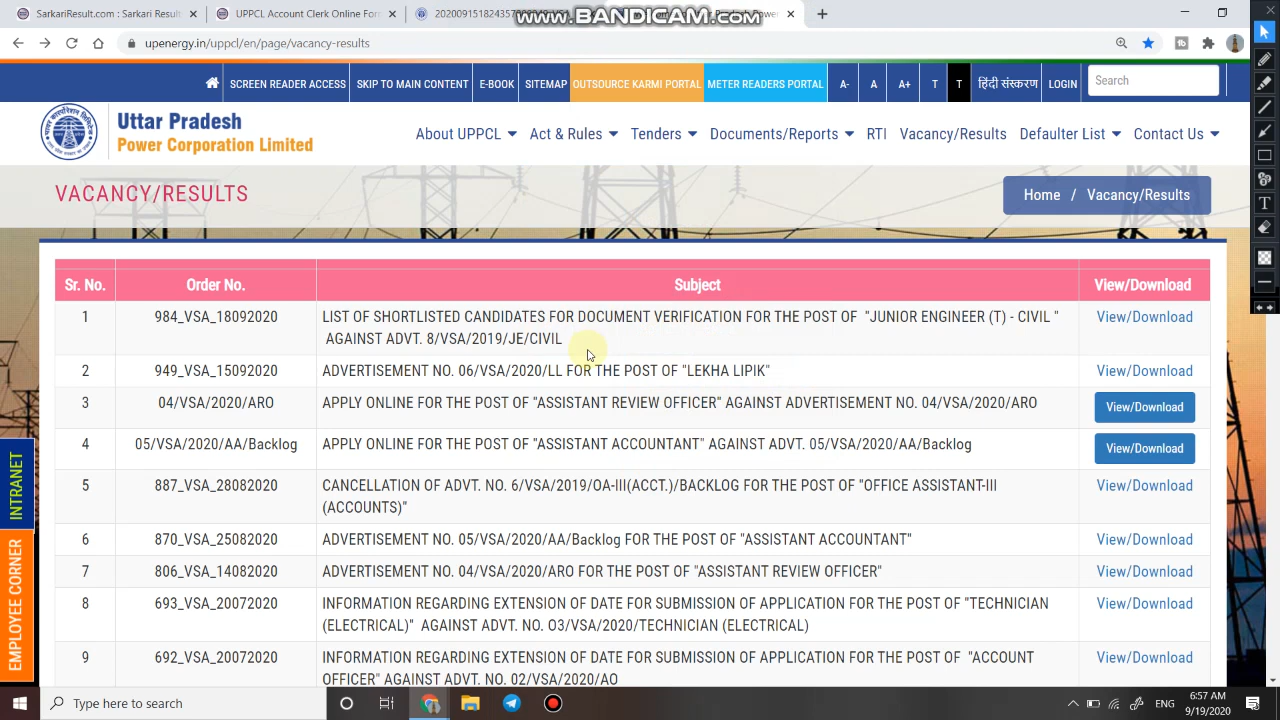 SarkariResult.com : Sarkari Result
UPPCL Account Clerk Online For
www.BANDICAM.com
upenergy.in/uppcl/en/page/vacancy-results
SCREEN READER ACCESS
SKIP TO MAIN CONTENT
E-BOOK
SITEMAP
OUTSOURCE KARMI PORTAL
METER READERS PORTAL
A-
A
A+
T
T
हिंदी संस्करण
LOGIN
Search
Uttar Pradesh
Power Corporation Limited
About UPPCL
Act & Rules
Tenders
Documents/Reports
RTI
Vacancy/Results
Defaulter List
Contact Us
VACANCY/RESULTS
Home / Vacancy/Results
Sr. No.
Order No.
Subject
View/Download
1
984_VSA_18092020
LIST OF SHORTLISTED CANDIDATES FOR DOCUMENT VERIFICATION FOR THE POST OF "JUNIOR ENGINEER (T) - CIVIL "
AGAINST ADVT. 8/VSA/2019/JE/CIVIL
View/Download
2
949_VSA_15092020
ADVERTISEMENT NO. 06/VSA/2020/LL FOR THE POST OF "LEKHA LIPIK"
View/Download
3
04/VSA/2020/ARO
APPLY ONLINE FOR THE POST OF "ASSISTANT REVIEW OFFICER" AGAINST ADVERTISEMENT NO. 04/VSA/2020/ARO
View/Download
4
05/VSA/2020/AA/Backlog
APPLY ONLINE FOR THE POST OF "ASSISTANT ACCOUNTANT" AGAINST ADVT. 05/VSA/2020/AA/Backlog
View/Download
5
887_VSA_28082020
CANCELLATION OF ADVT. NO. 6/VSA/2019/OA-III(ACCT.)/BACKLOG FOR THE POST OF "OFFICE ASSISTANT-III
(ACCOUNTS)"
View/Download
6
870_VSA_25082020
ADVERTISEMENT NO. 05/VSA/2020/AA/Backlog FOR THE POST OF "ASSISTANT ACCOUNTANT"
View/Download
7
806_VSA_14082020
ADVERTISEMENT NO. 04/VSA/2020/ARO FOR THE POST OF "ASSISTANT REVIEW OFFICER"
View/Download
8
693_VSA_20072020
INFORMATION REGARDING EXTENSION OF DATE FOR SUBMISSION OF APPLICATION FOR THE POST OF "TECHNICIAN
(ELECTRICAL)" AGAINST ADVT. NO. O3/VSA/2020/TECHNICIAN (ELECTRICAL)
View/Download
9
692_VSA_20072020
INFORMATION REGARDING EXTENSION OF DATE FOR SUBMISSION OF APPLICATION FOR THE POST OF "ACCOUNT
OFFICER" AGAINST ADVT. NO. 02/VSA/2020/AO
View/Download
INTRANET
EMPLOYEE CORNER
Type here to search
ENG
6:57 AM
9/19/2020